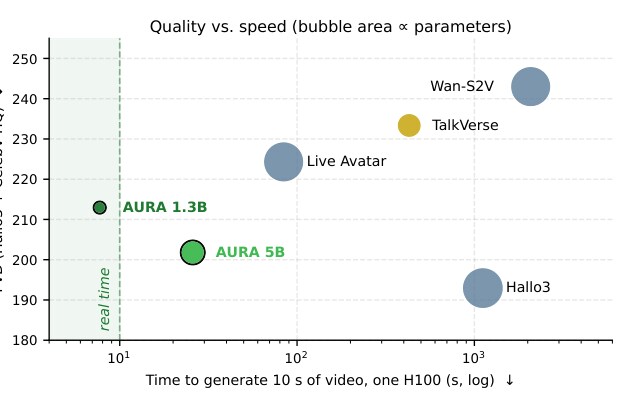 Quality vs. speed (bubble area ∝ parameters)
250
240
230
220
210
200
190
180
Wan-S2V
TalkVerse
Live Avatar
AURA 1.3B
AURA 5B
Hallo3
real time
10¹
10²
10³
Time to generate 10 s of video, one H100 (s, log) ↓